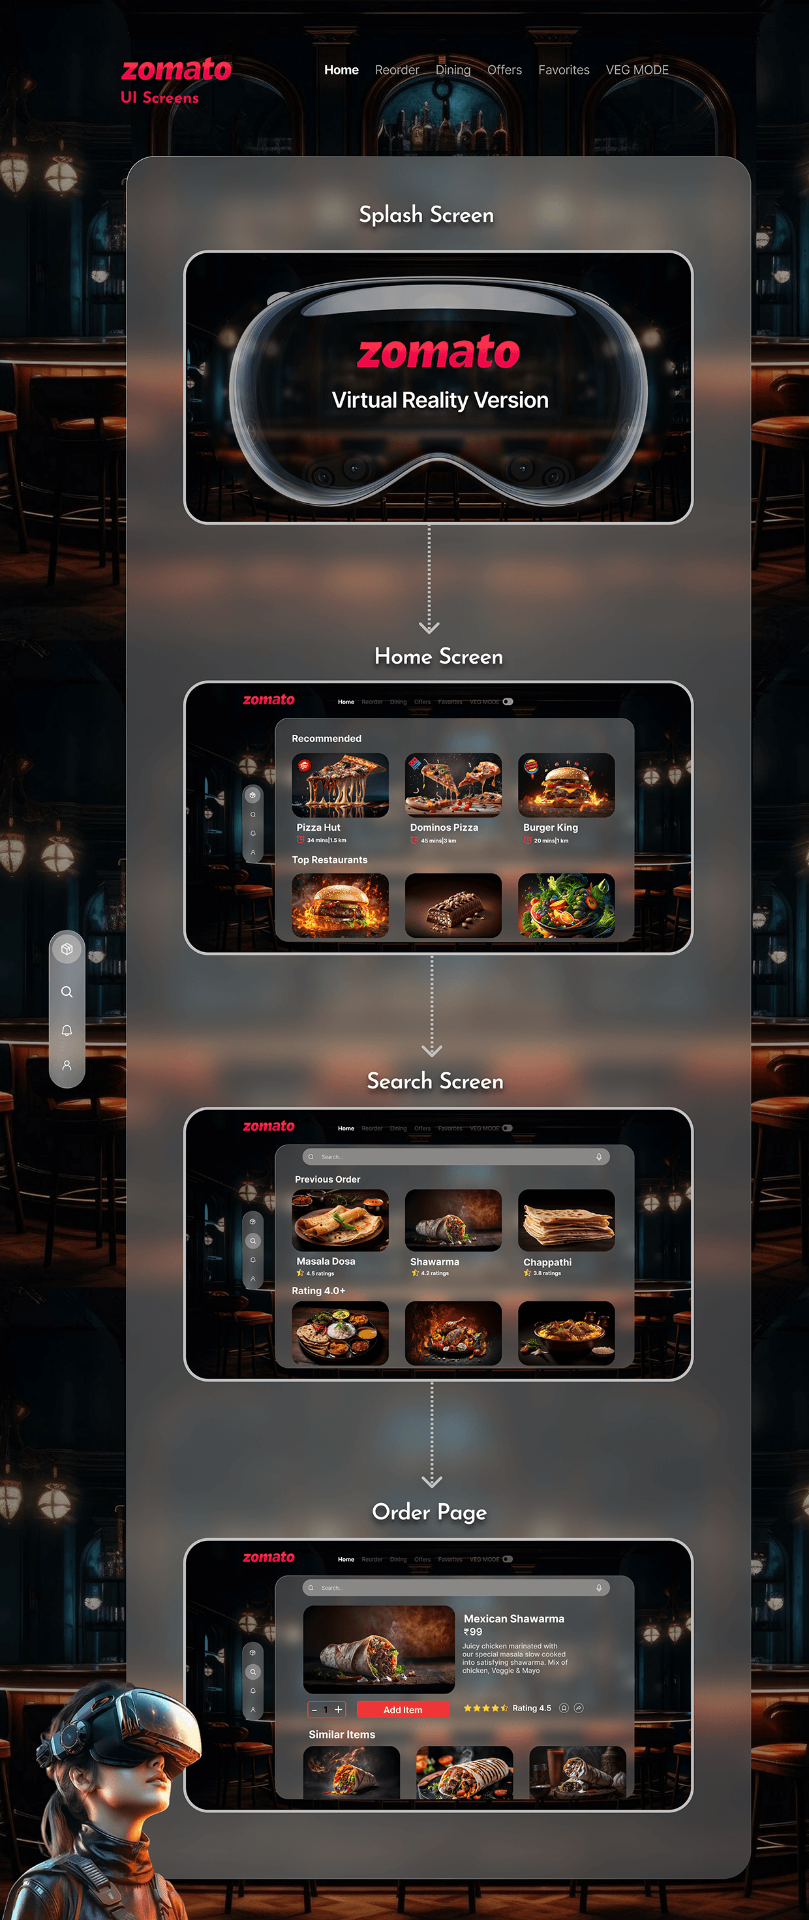 zomato
UI Screens
Home Reorder Dining Offers Favorites VEG MODE
Splash Screen
zomato
Virtual Reality Version
Home Screen
zomato
Home Reorder Dining Offers Favorites VEG MODE
Recommended
Pizza Hut Dominos Pizza Burger King
34 mins|1.5 km 45 mins|3 km 20 mins|1 km
Top Restaurants
Search Screen
zomato
Home Reorder Dining Offers Favorites VEG MODE
Search..
Previous Order
Masala Dosa Shawarma Chappathi
4.5 ratings 4.2 ratings 3.8 ratings
Rating 4.0+
Order Page
zomato
Home Reorder Dining Offers Favorites VEG MODE
Search..
Mexican Shawarma
₹99
Juicy chicken marinated with
our special masala slow cooked
into satisfying shawarma. Mix of
chicken, Veggie & Mayo
- 1 + Add Item Rating 4.5
Similar Items